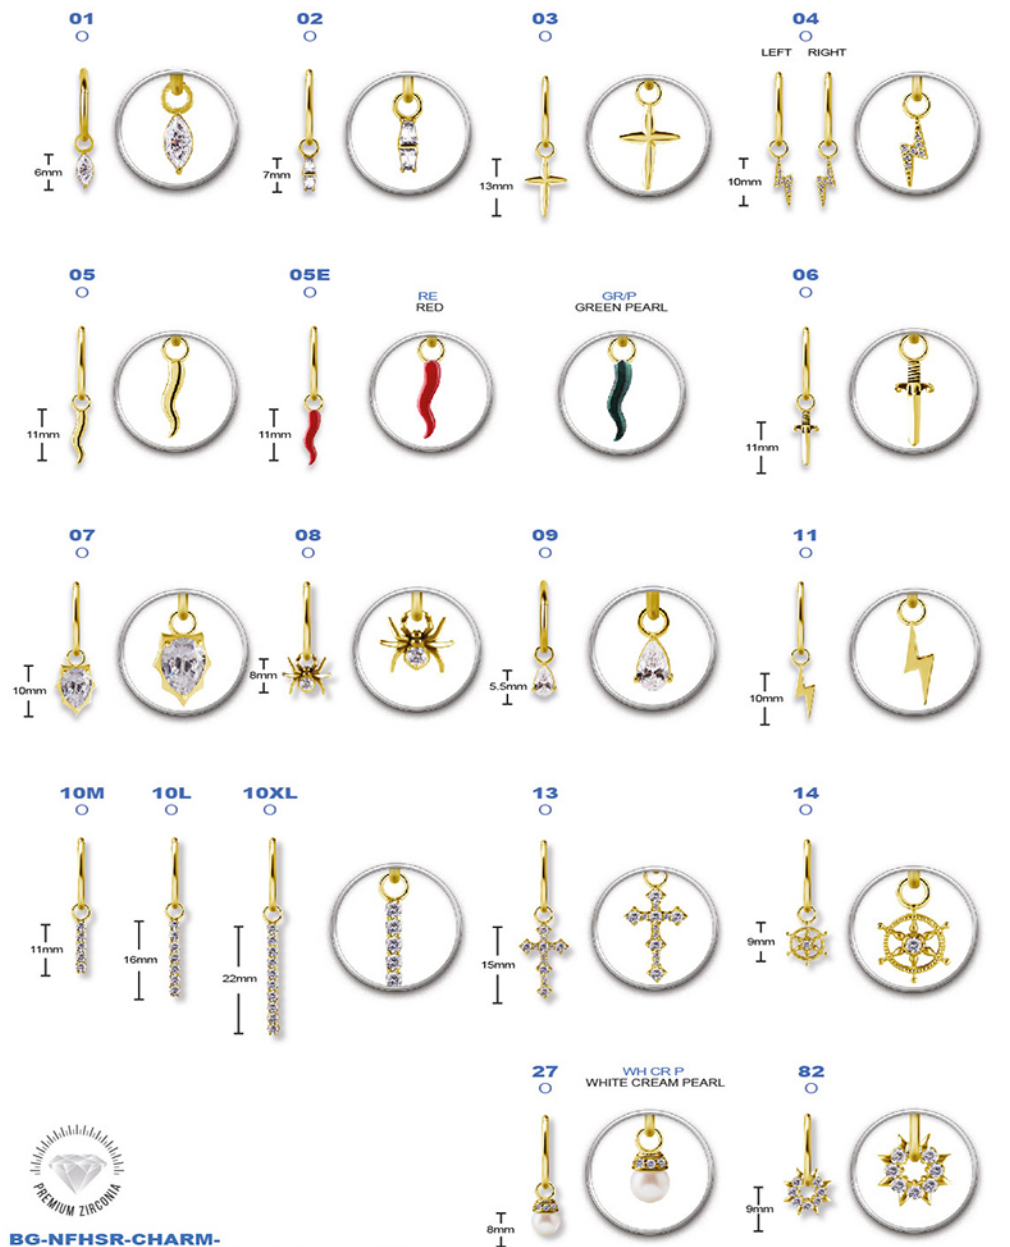 01
02
03
04
LEFT RIGHT
6mm
7mm
13mm
10mm
05
05E
RE
RED
GR/P
GREEN PEARL
06
11mm
11mm
11mm
07
08
09
11
10mm
8mm
5.5mm
10mm
10M
10L
10XL
13
14
11mm
16mm
22mm
15mm
9mm
27
WH CR P
WHITE CREAM PEARL
82
8mm
9mm
PREMIUM ZIRCONIA
BG-NFHSR-CHARM-